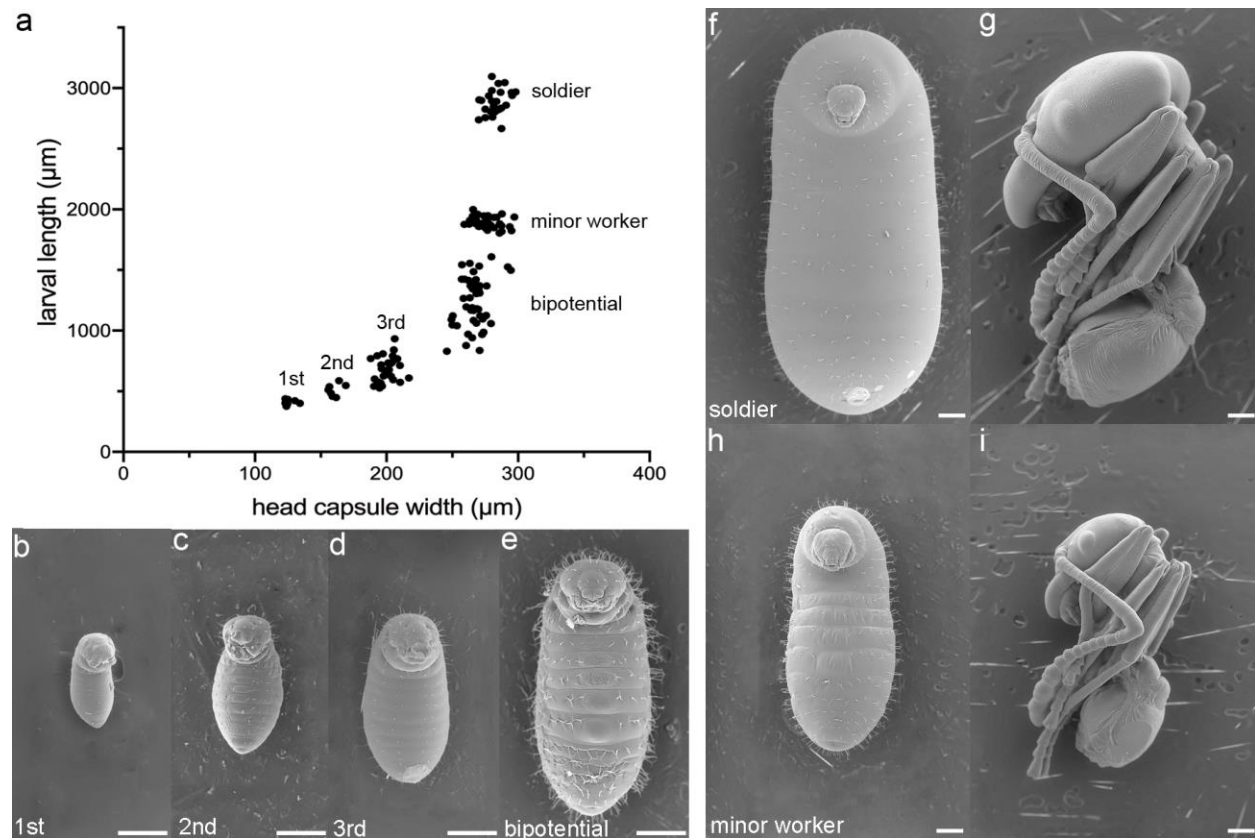 a
larval length (µm)
3000
2000
1000
0
soldier
minor worker
bipotential
3rd
2nd
1st
0
100
200
300
400
head capsule width (µm)
b
1st
c
2nd
d
3rd
e
bipotential
f
soldier
g
h
minor worker
i